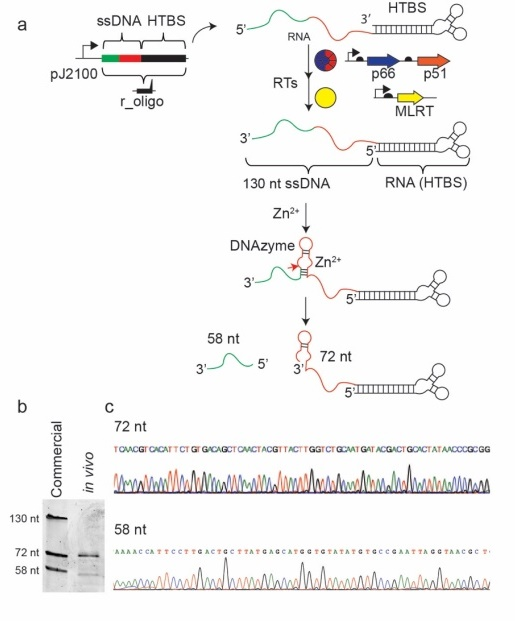 a
ssDNA HTBS
pJ2100
r_oligo
5’
RNA
3’
HTBS
RTs
p66
p51
MLRT
3’
5’
130 nt ssDNA
RNA (HTBS)
Zn2+
DNAzyme
Zn2+
3’
5’
58 nt
3’
5’
72 nt
3’
5’
b
Commercial
in vivo
130 nt
72 nt
58 nt
c
72 nt
TCAACGTCACATTCTGTGACAGCTCAACTACGTTACTTGGTCTGCAATGATACGACTGCACTATAACCCGCGG
58 nt
AAAACCATTCCTTGACTGCTTATGAGCATGGTGTATATGTGCCGAATTAGGTAACGCT